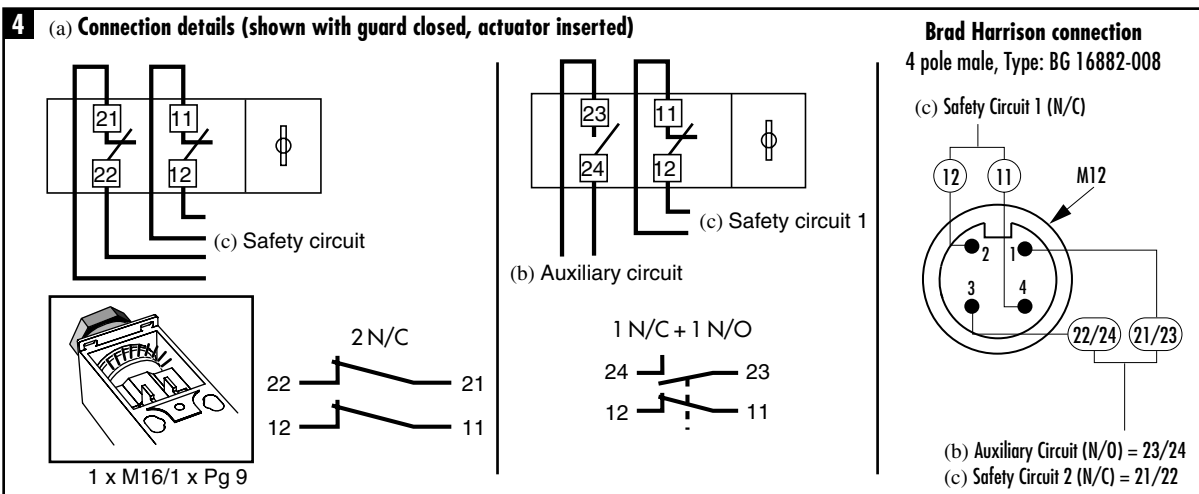 4 (a) Connection details (shown with guard closed, actuator inserted)
21 11
22 12
(c) Safety circuit
1 x M16/1 x Pg 9
2 N/C
22 21
12 11
23 11
24 12
(c) Safety circuit 1
(b) Auxiliary circuit
1 N/C + 1 N/O
24 23
12 11
Brad Harrison connection
4 pole male, Type: BG 16882-008
(c) Safety Circuit 1 (N/C)
12 11 M12
2 1
3 4
22/24 21/23
(b) Auxiliary Circuit (N/O) = 23/24
(c) Safety Circuit 2 (N/C) = 21/22